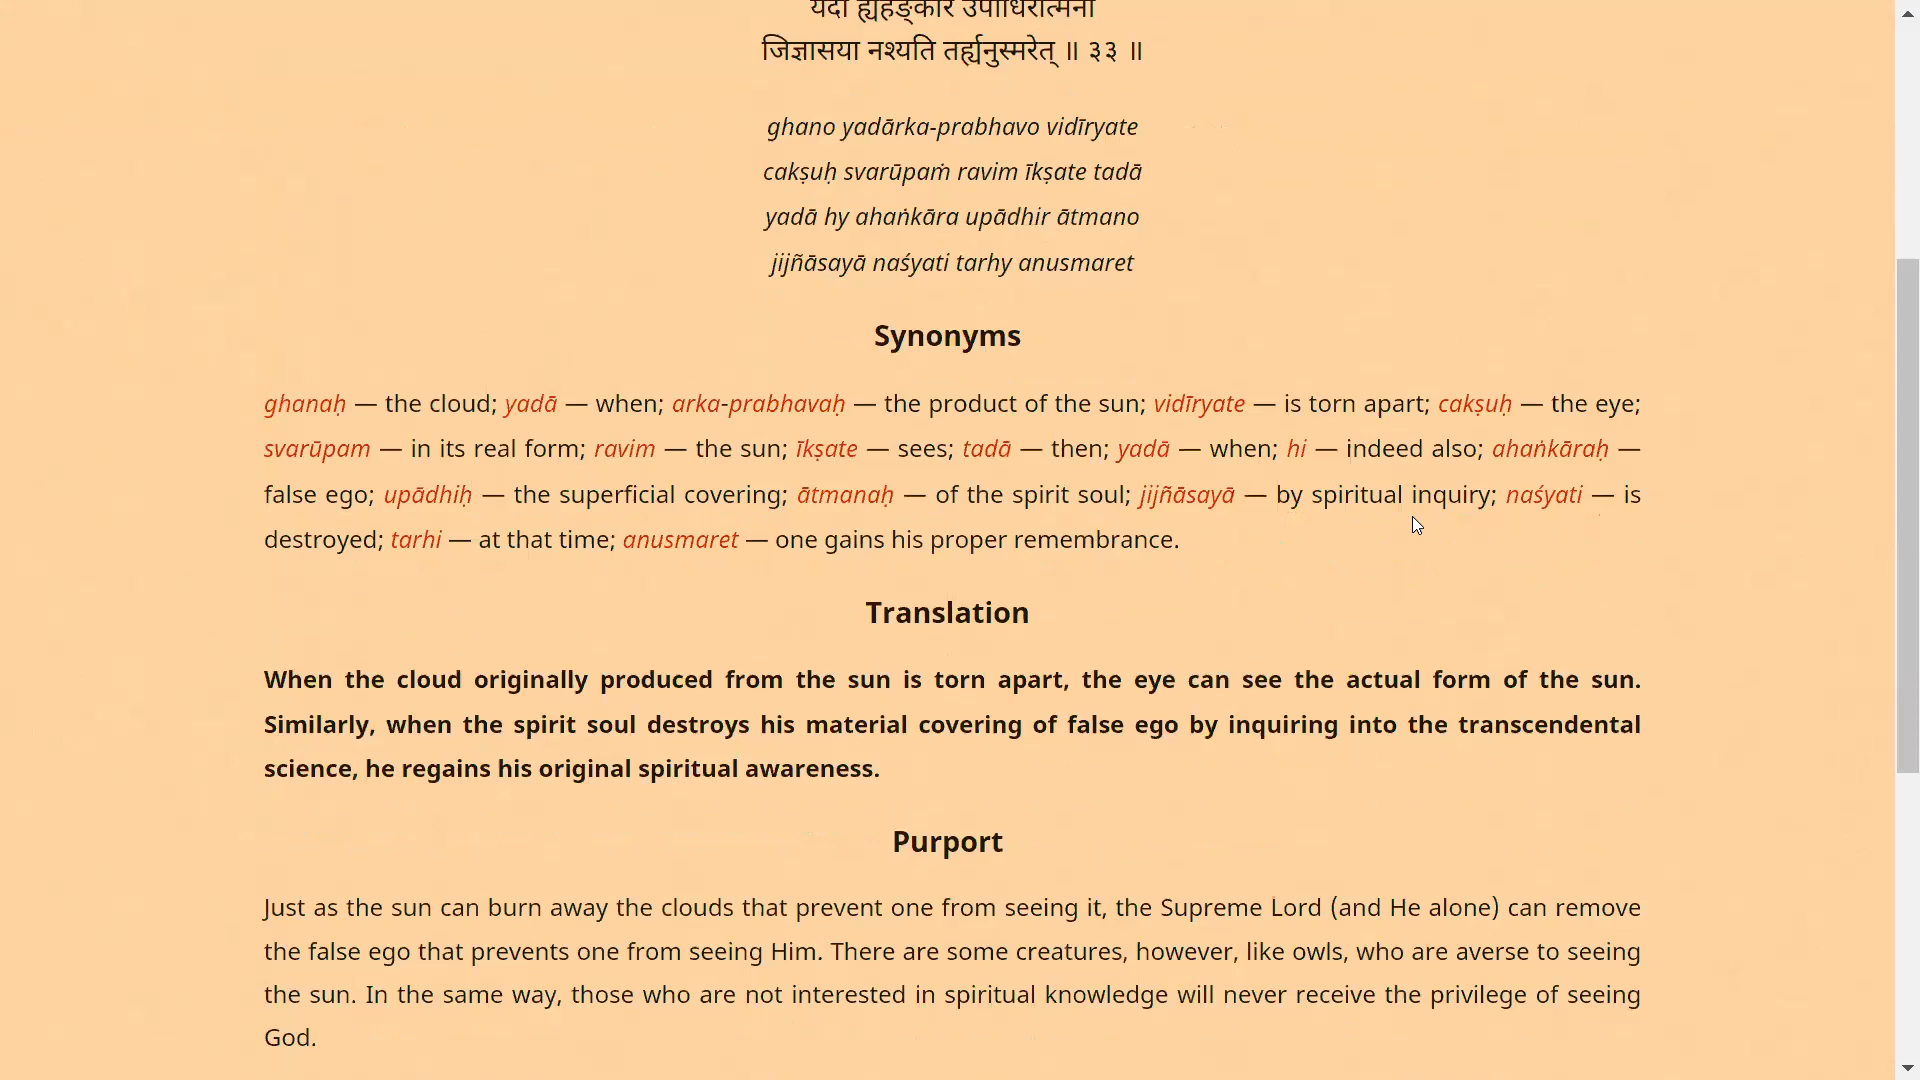 यदा ह्यहङ्कार उपाधिरात्मनो
जिज्ञासया नश्यति तर्ह्यनुस्मरेत् ॥ ३३ ॥
ghano yadārka-prabhavo vidīryate
cakṣuḥ svarūpaṁ ravim īkṣate tadā
yadā hy ahaṅkāra upādhir ātmano
jijñāsayā naśyati tarhy anusmaret
Synonyms
ghanaḥ — the cloud; yadā — when; arka-prabhavaḥ — the product of the sun; vidīryate — is torn apart; cakṣuḥ — the eye;
svarūpam — in its real form; ravim — the sun; īkṣate — sees; tadā — then; yadā — when; hi — indeed also; ahaṅkāraḥ —
false ego; upādhiḥ — the superficial covering; ātmanaḥ — of the spirit soul; jijñāsayā — by spiritual inquiry; naśyati — is
destroyed; tarhi — at that time; anusmaret — one gains his proper remembrance.
Translation
When the cloud originally produced from the sun is torn apart, the eye can see the actual form of the sun.
Similarly, when the spirit soul destroys his material covering of false ego by inquiring into the transcendental
science, he regains his original spiritual awareness.
Purport
Just as the sun can burn away the clouds that prevent one from seeing it, the Supreme Lord (and He alone) can remove
the false ego that prevents one from seeing Him. There are some creatures, however, like owls, who are averse to seeing
the sun. In the same way, those who are not interested in spiritual knowledge will never receive the privilege of seeing
God.